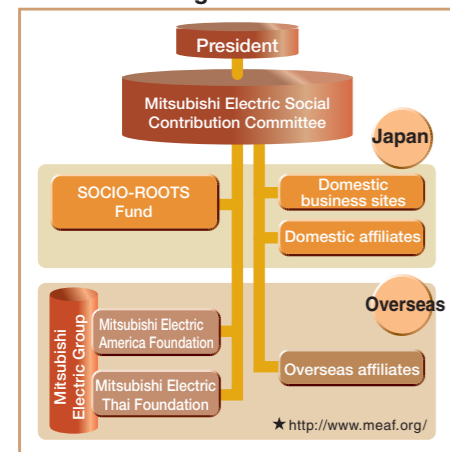 President
Mitsubishi Electric Social
Contribution Committee
Japan
SOCIO-ROOTS
Fund
Domestic
business sites
Domestic affiliates
Overseas
Mitsubishi
Electric Group
Mitsubishi Electric
America Foundation
Mitsubishi Electric
Thai Foundation
Overseas affiliates
★http://www.meaf.org/